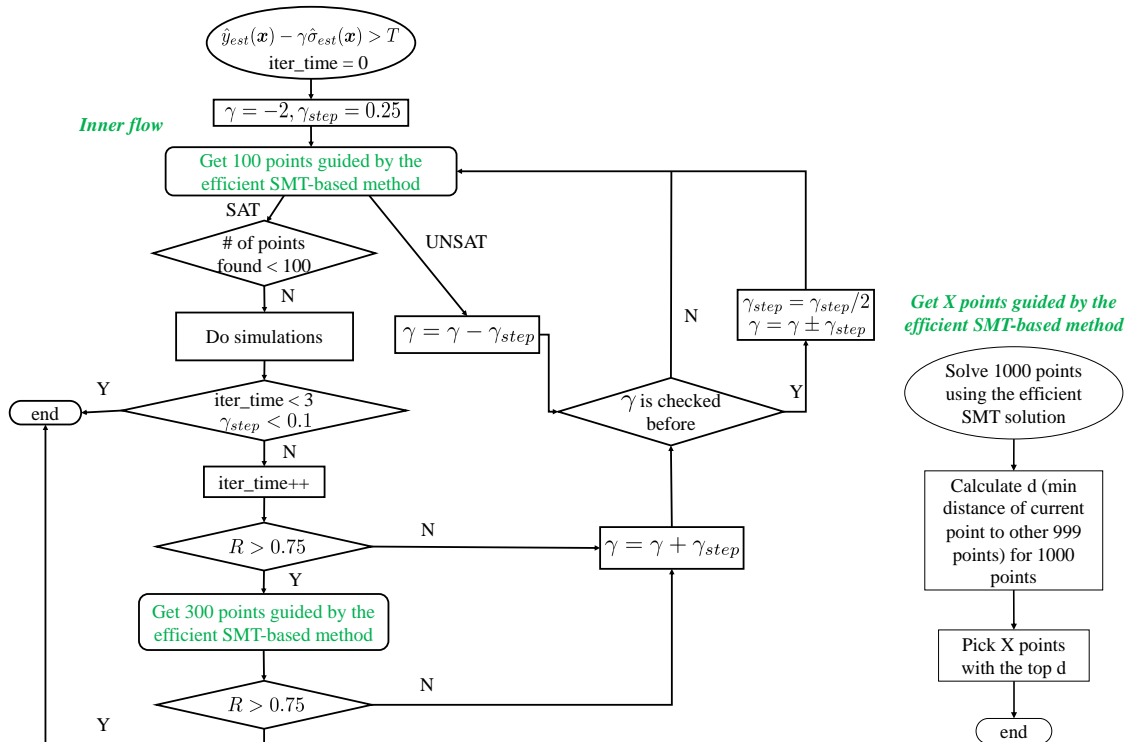 ŷ_est(x) − γσ̂_est(x) > T
iter_time = 0
γ = −2, γ_step = 0.25
Inner flow
Get 100 points guided by the
efficient SMT-based method
SAT
UNSAT
# of points
found < 100
N
Do simulations
γ = γ − γ_step
N
γ_step = γ_step/2
γ = γ ± γ_step
Y
iter_time < 3
γ_step < 0.1
Y
end
γ is checked
before
N
iter_time++
R > 0.75
N
γ = γ + γ_step
Y
Get 300 points guided by the
efficient SMT-based method
R > 0.75
N
Y
Get X points guided by the
efficient SMT-based method
Solve 1000 points
using the efficient
SMT solution
Calculate d (min
distance of current
point to other 999
points) for 1000
points
Pick X points
with the top d
end